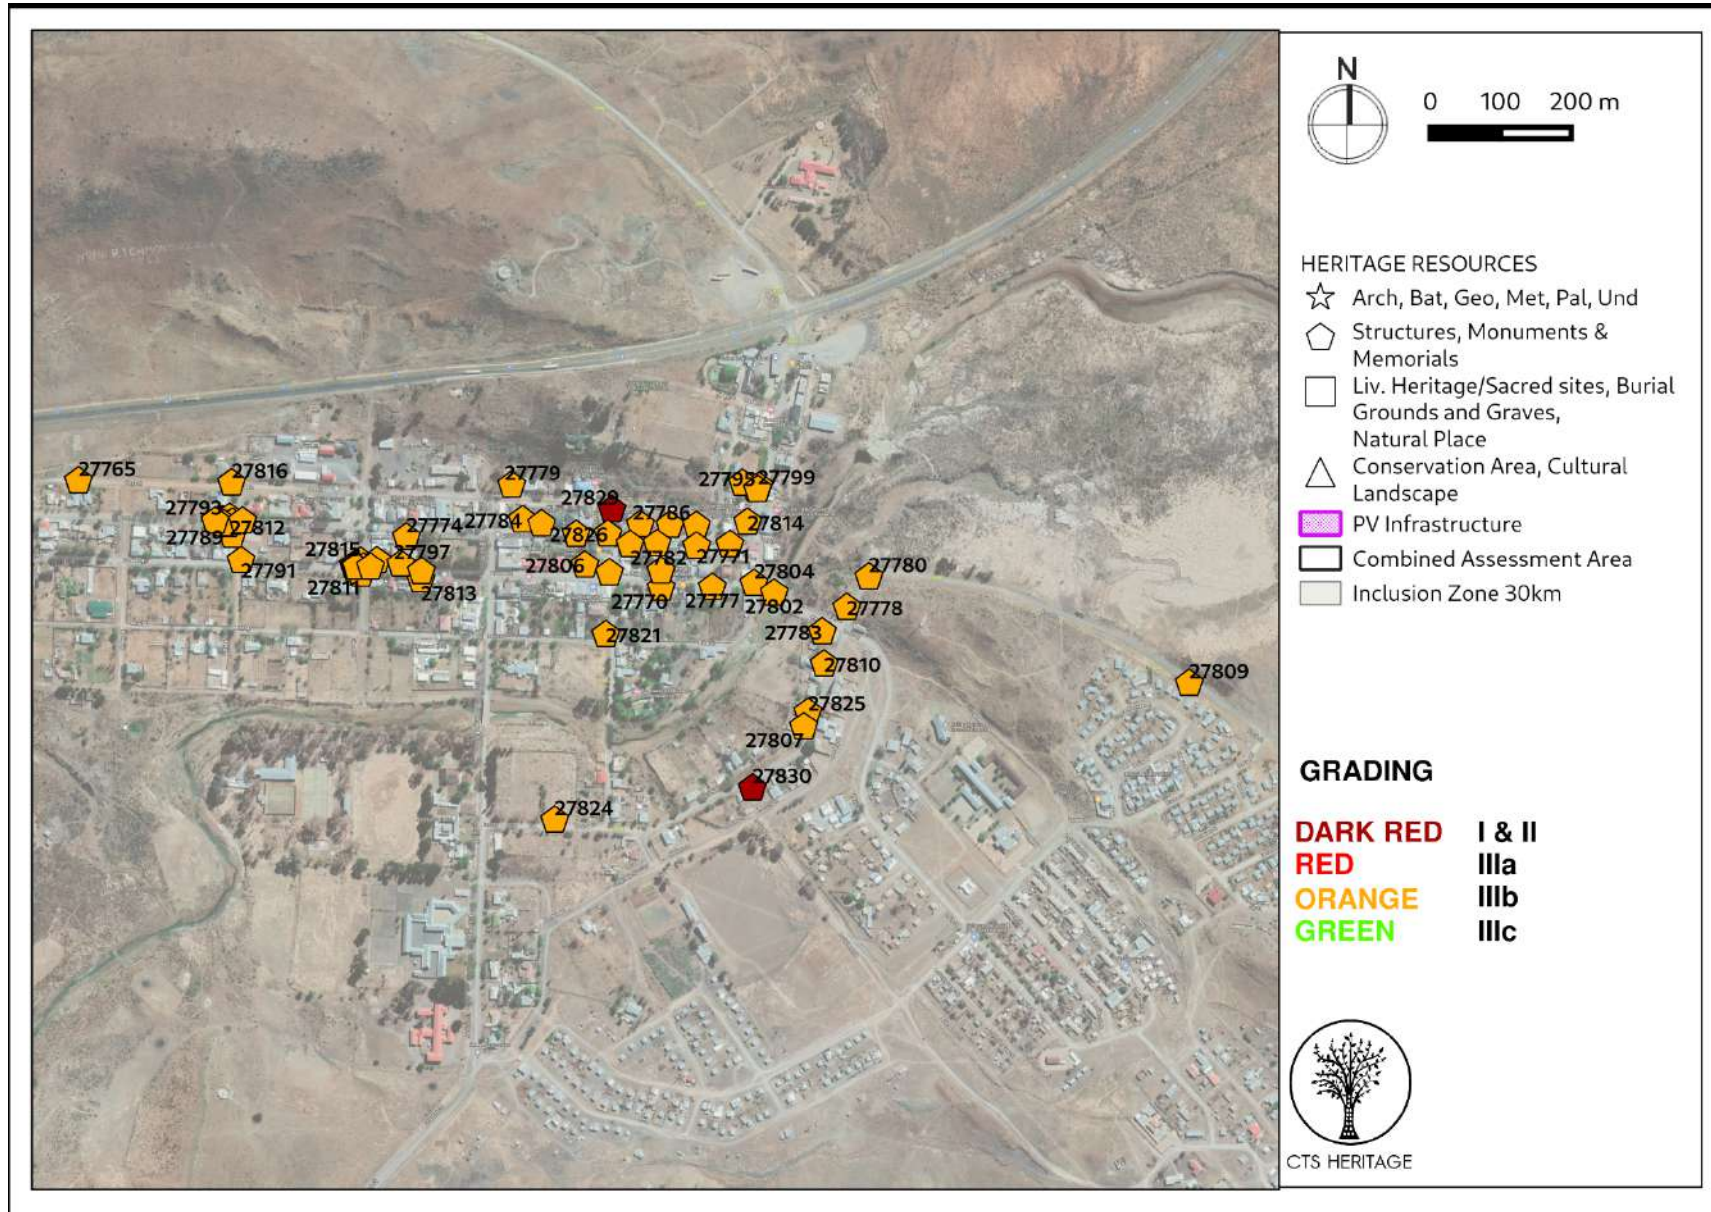 27765
27816
27779
27795
27799
27829
27793
27812
27784
27786
27814
27789
27774
27826
27815
27797
27782
27771
27791
27806
27804
27780
27811
27813
27770
27777
27802
27778
27821
27783
27810
27809
27825
27807
27830
27824
N
0 100 200 m
HERITAGE RESOURCES
Arch, Bat, Geo, Met, Pal, Und
Structures, Monuments &
Memorials
Liv. Heritage/Sacred sites, Burial
Grounds and Graves,
Natural Place
Conservation Area, Cultural
Landscape
PV Infrastructure
Combined Assessment Area
Inclusion Zone 30km
GRADING
DARK RED I & II
RED IIIa
ORANGE IIIb
GREEN IIIc
CTS HERITAGE